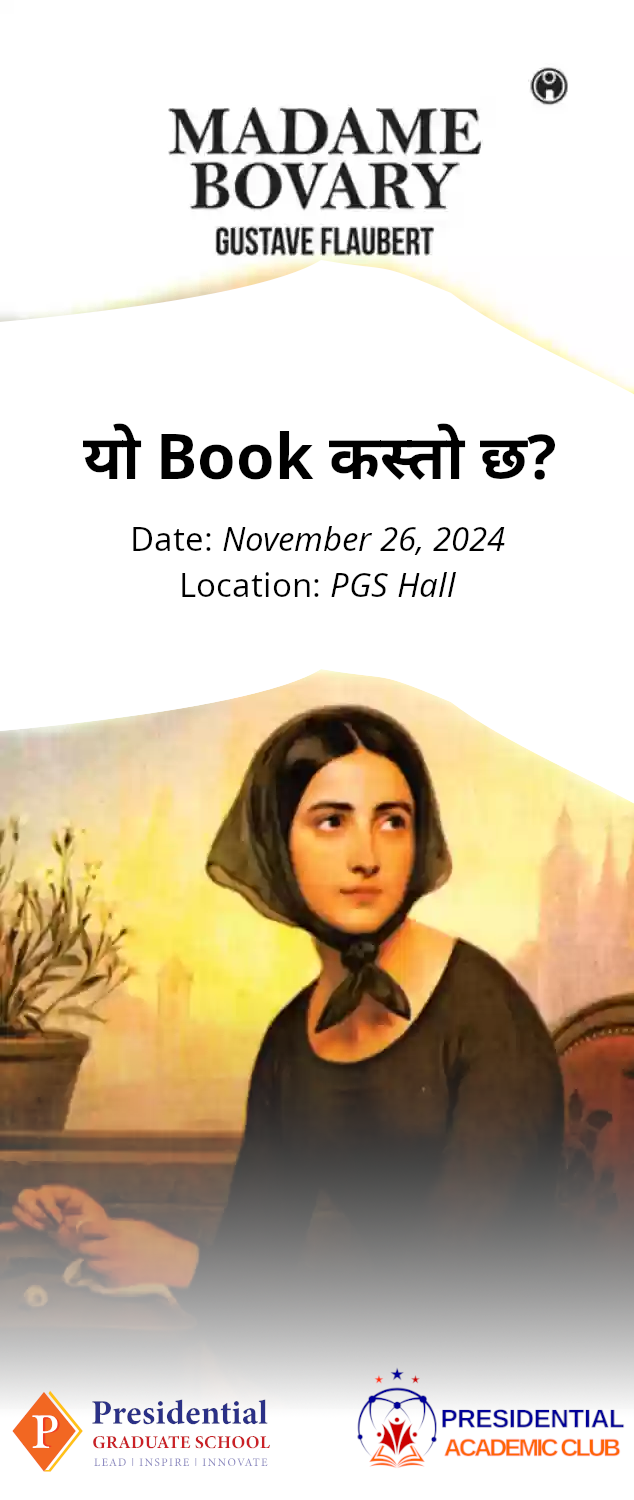 MADAME
BOVARY
GUSTAVE FLAUBERT
यो Book कस्तो छ?
Date: November 26, 2024
Location: PGS Hall
P
Presidential
GRADUATE SCHOOL
LEAD | INSPIRE | INNOVATE
PRESIDENTIAL
ACADEMIC CLUB